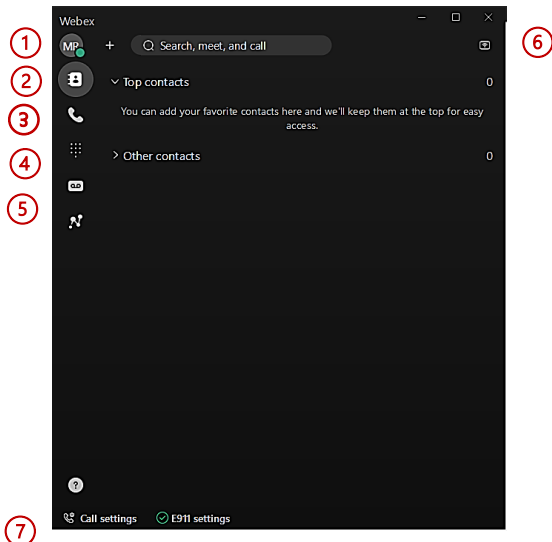 Webex
1
MP
Search, meet, and call
6
2
Top contacts
0
3
You can add your favorite contacts here and we'll keep them at the top for easy
access.
4
Other contacts
0
5
?
Call settings
E911 settings
7